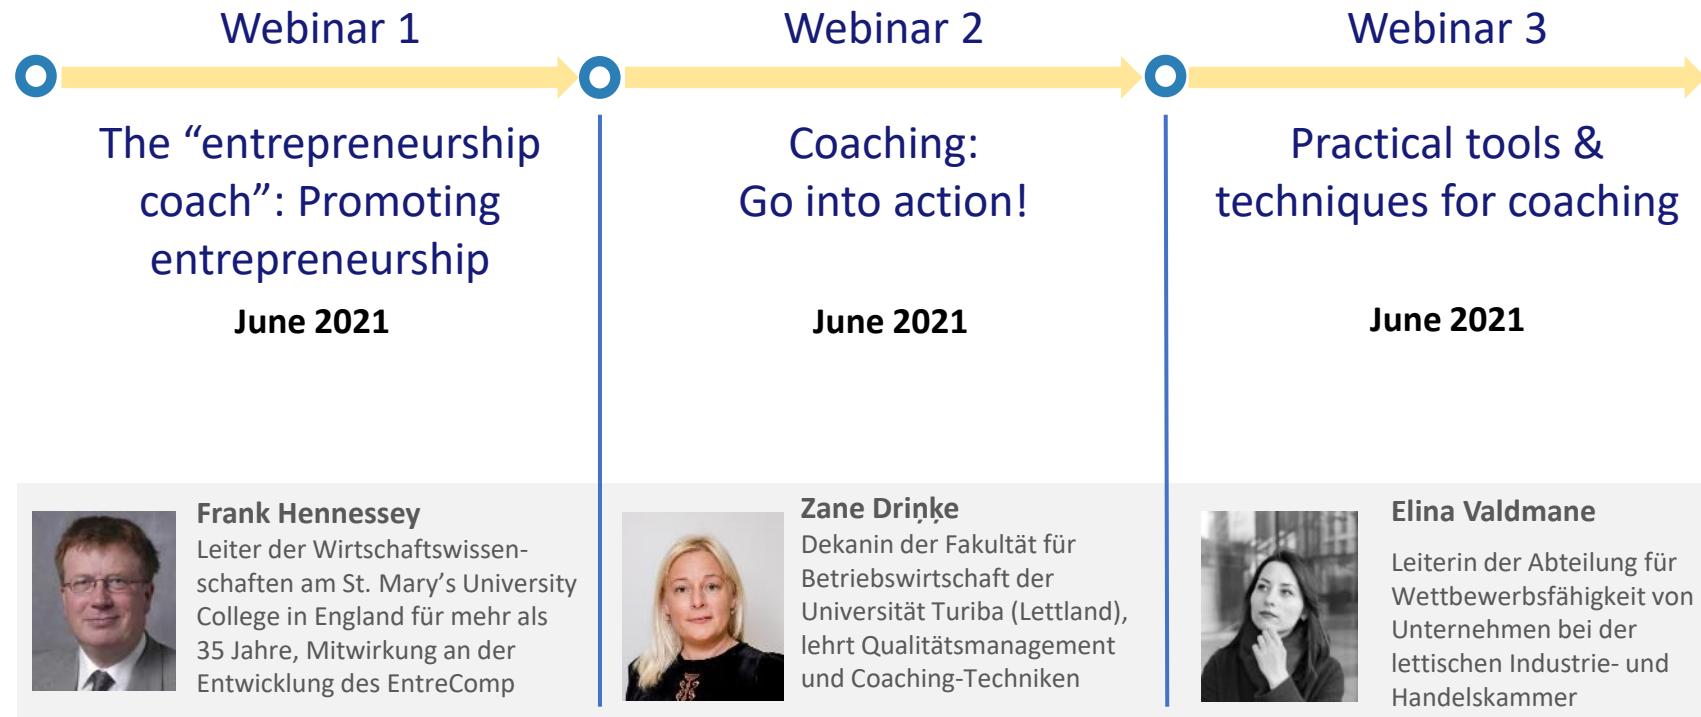 Webinar 1
The “entrepreneurship
coach”: Promoting
entrepreneurship
June 2021
Frank Hennessey
Leiter der Wirtschaftswissen-
schaften am St. Mary’s University
College in England für mehr als
35 Jahre, Mitwirkung an der
Entwicklung des EntreComp
Webinar 2
Coaching:
Go into action!
June 2021
Zane Driņķe
Dekanin der Fakultät für
Betriebswirtschaft der
Universität Turiba (Lettland),
lehrt Qualitätsmanagement
und Coaching-Techniken
Webinar 3
Practical tools &
techniques for coaching
June 2021
Elina Valdmane
Leiterin der Abteilung für
Wettbewerbsfähigkeit von
Unternehmen bei der
lettischen Industrie- und
Handelskammer